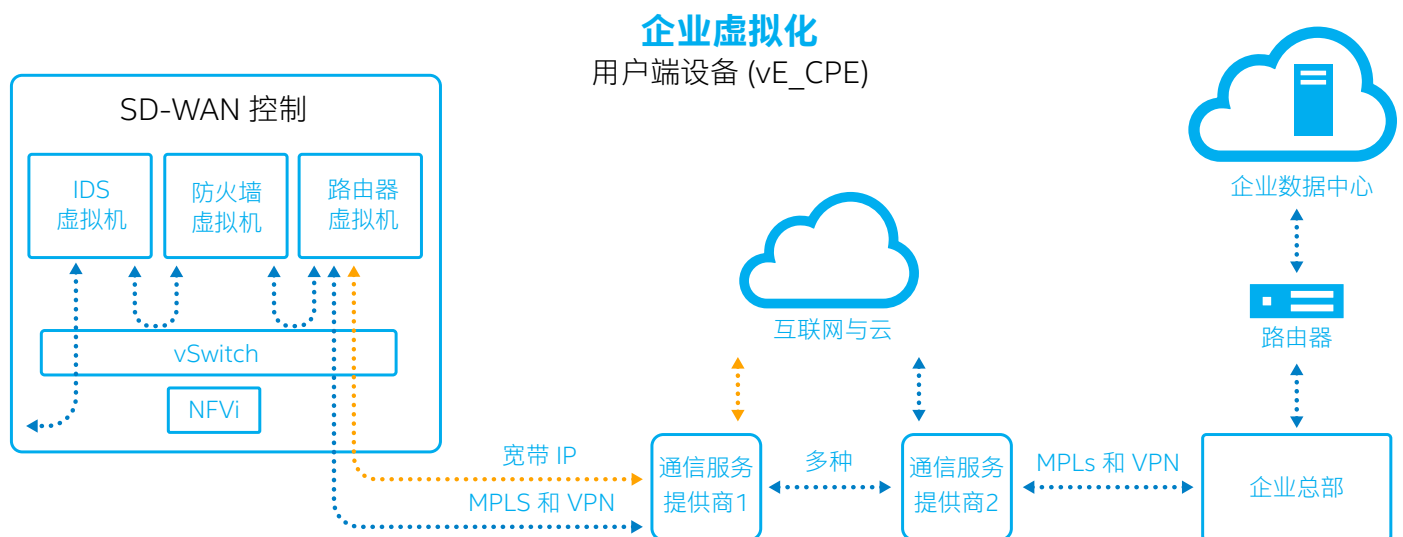 企业虚拟化
用户端设备 (vE_CPE)
SD-WAN 控制
IDS
虚拟机
防火墙
虚拟机
路由器
虚拟机
vSwitch
NFVi
互联网与云
企业数据中心
路由器
宽带 IP
MPLS 和 VPN
通信服务
提供商1
多种
通信服务
提供商2
MPLs 和 VPN
企业总部